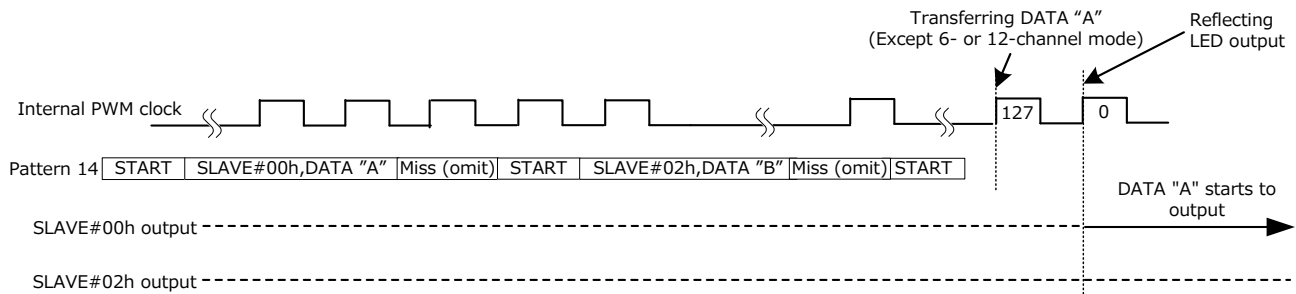 Transferring DATA “A”
(Except 6- or 12-channel mode)
Reflecting
LED output
Internal PWM clock
127
0
Pattern 14
START
SLAVE#00h,DATA ”A”
Miss (omit)
START
SLAVE#02h,DATA ”B”
Miss (omit)
START
DATA "A" starts to
output
SLAVE#00h output
SLAVE#02h output